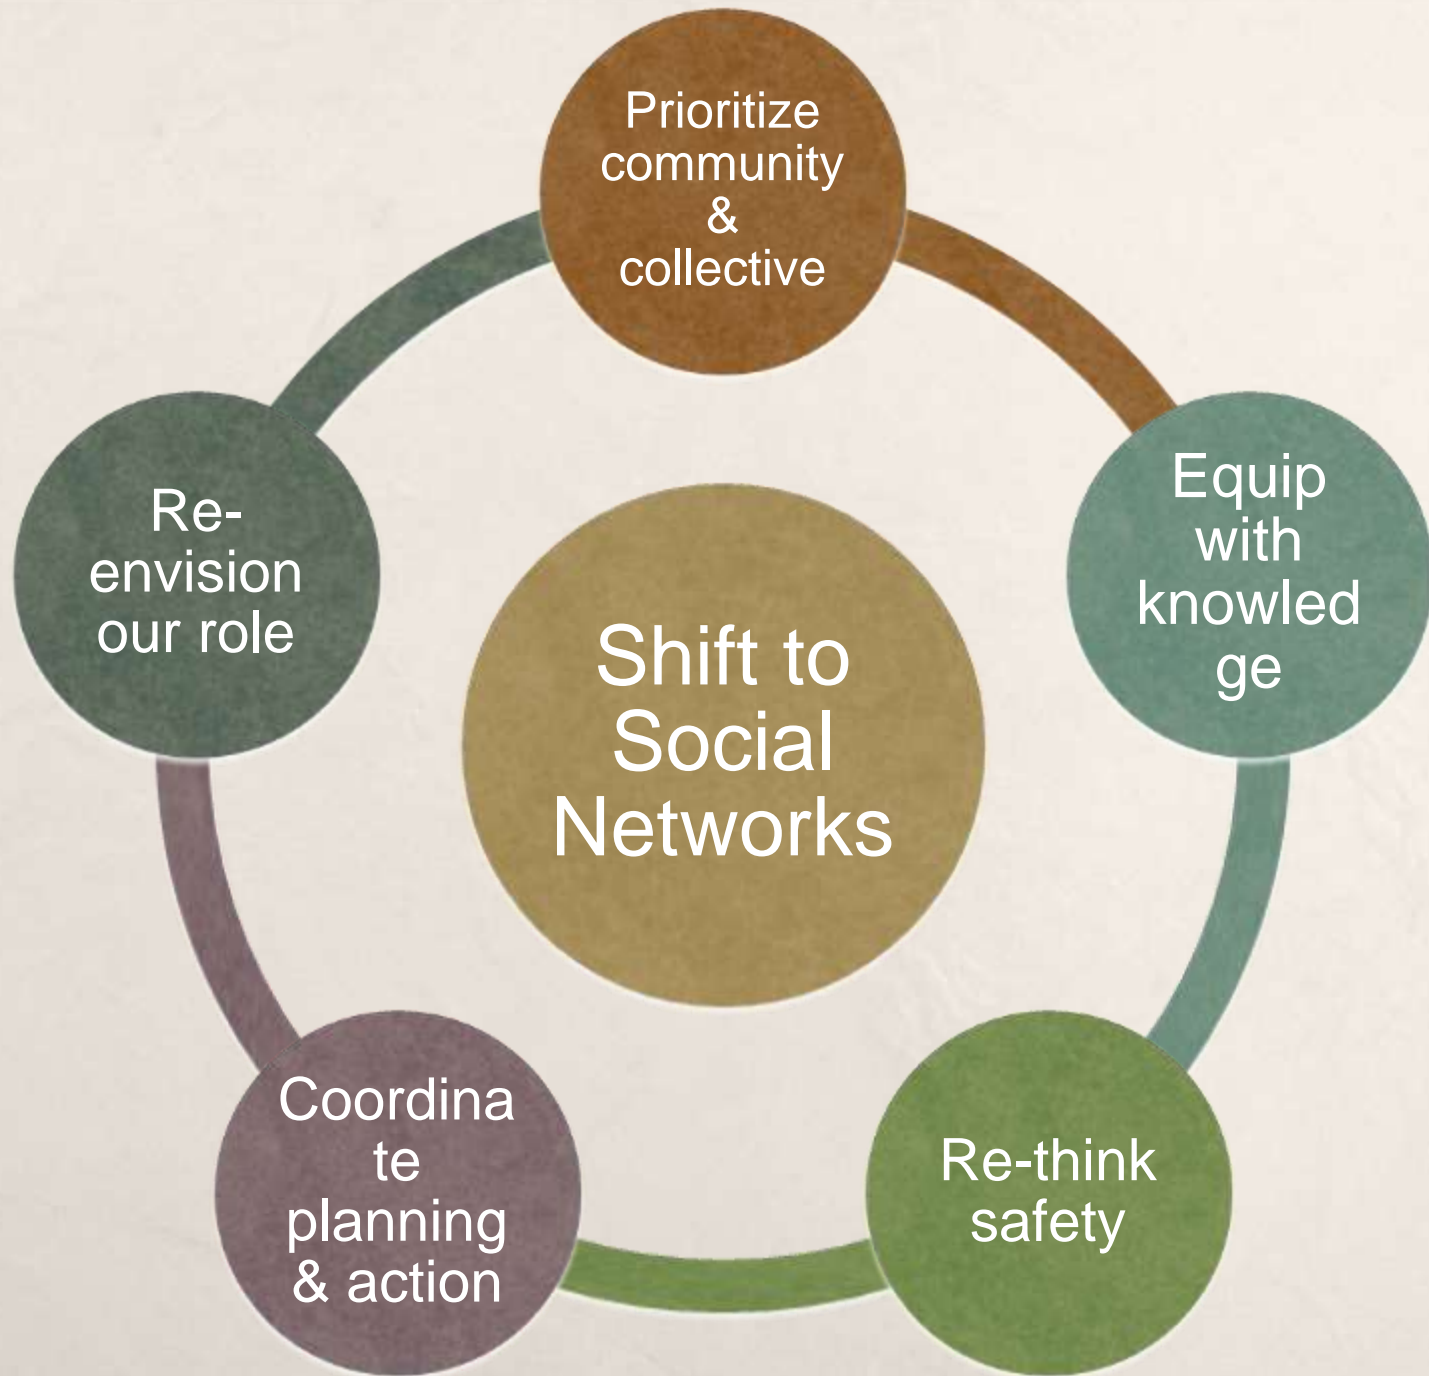 Prioritize
community
&
collective
Equip
with
knowled
ge
Re-think
safety
Coordina
te
planning
& action
Re-
envision
our role
Shift to
Social
Networks